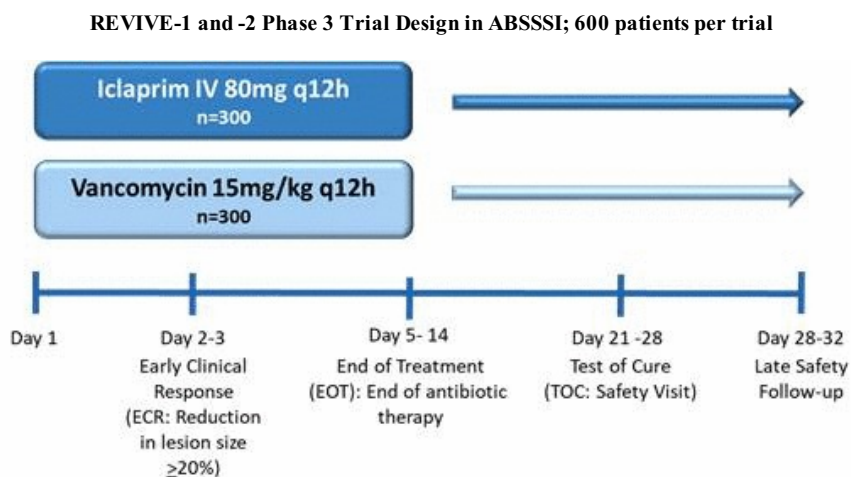 REVIVE-1 and -2 Phase 3 Trial Design in ABSSSI; 600 patients per trial
Iclaprim IV 80mg q12h
n=300
Vancomycin 15mg/kg q12h
n=300
Day 1
Day 2-3
Early Clinical
Response
(ECR: Reduction
in lesion size
≥20%)
Day 5- 14
End of Treatment
(EOT): End of antibiotic
therapy
Day 21 -28
Test of Cure
(TOC: Safety Visit)
Day 28-32
Late Safety
Follow-up